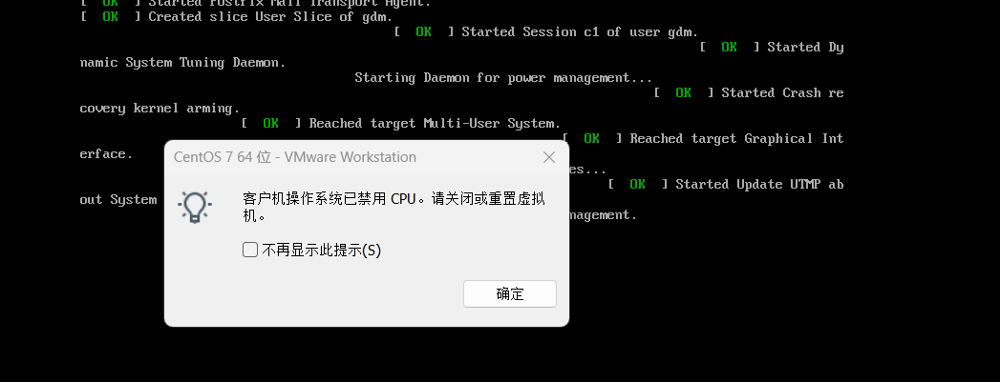 [  OK  ] Started Postfix Mail Transport Agent.
[  OK  ] Created slice User Slice of gdm.
[  OK  ] Started Session c1 of user gdm.
[  OK  ] Started Dy
namic System Tuning Daemon.
Starting Daemon for power management...
[  OK  ] Started Crash re
covery kernel arming.
[  OK  ] Reached target Multi-User System.
[  OK  ] Reached target Graphical Int
erface.
es...
[  OK  ] Started Update UTMP ab
out System
nagement.
CentOS 7 64 位 - VMware Workstation
客户机操作系统已禁用 CPU。请关闭或重置虚拟
机。
不再显示此提示(S)
确定